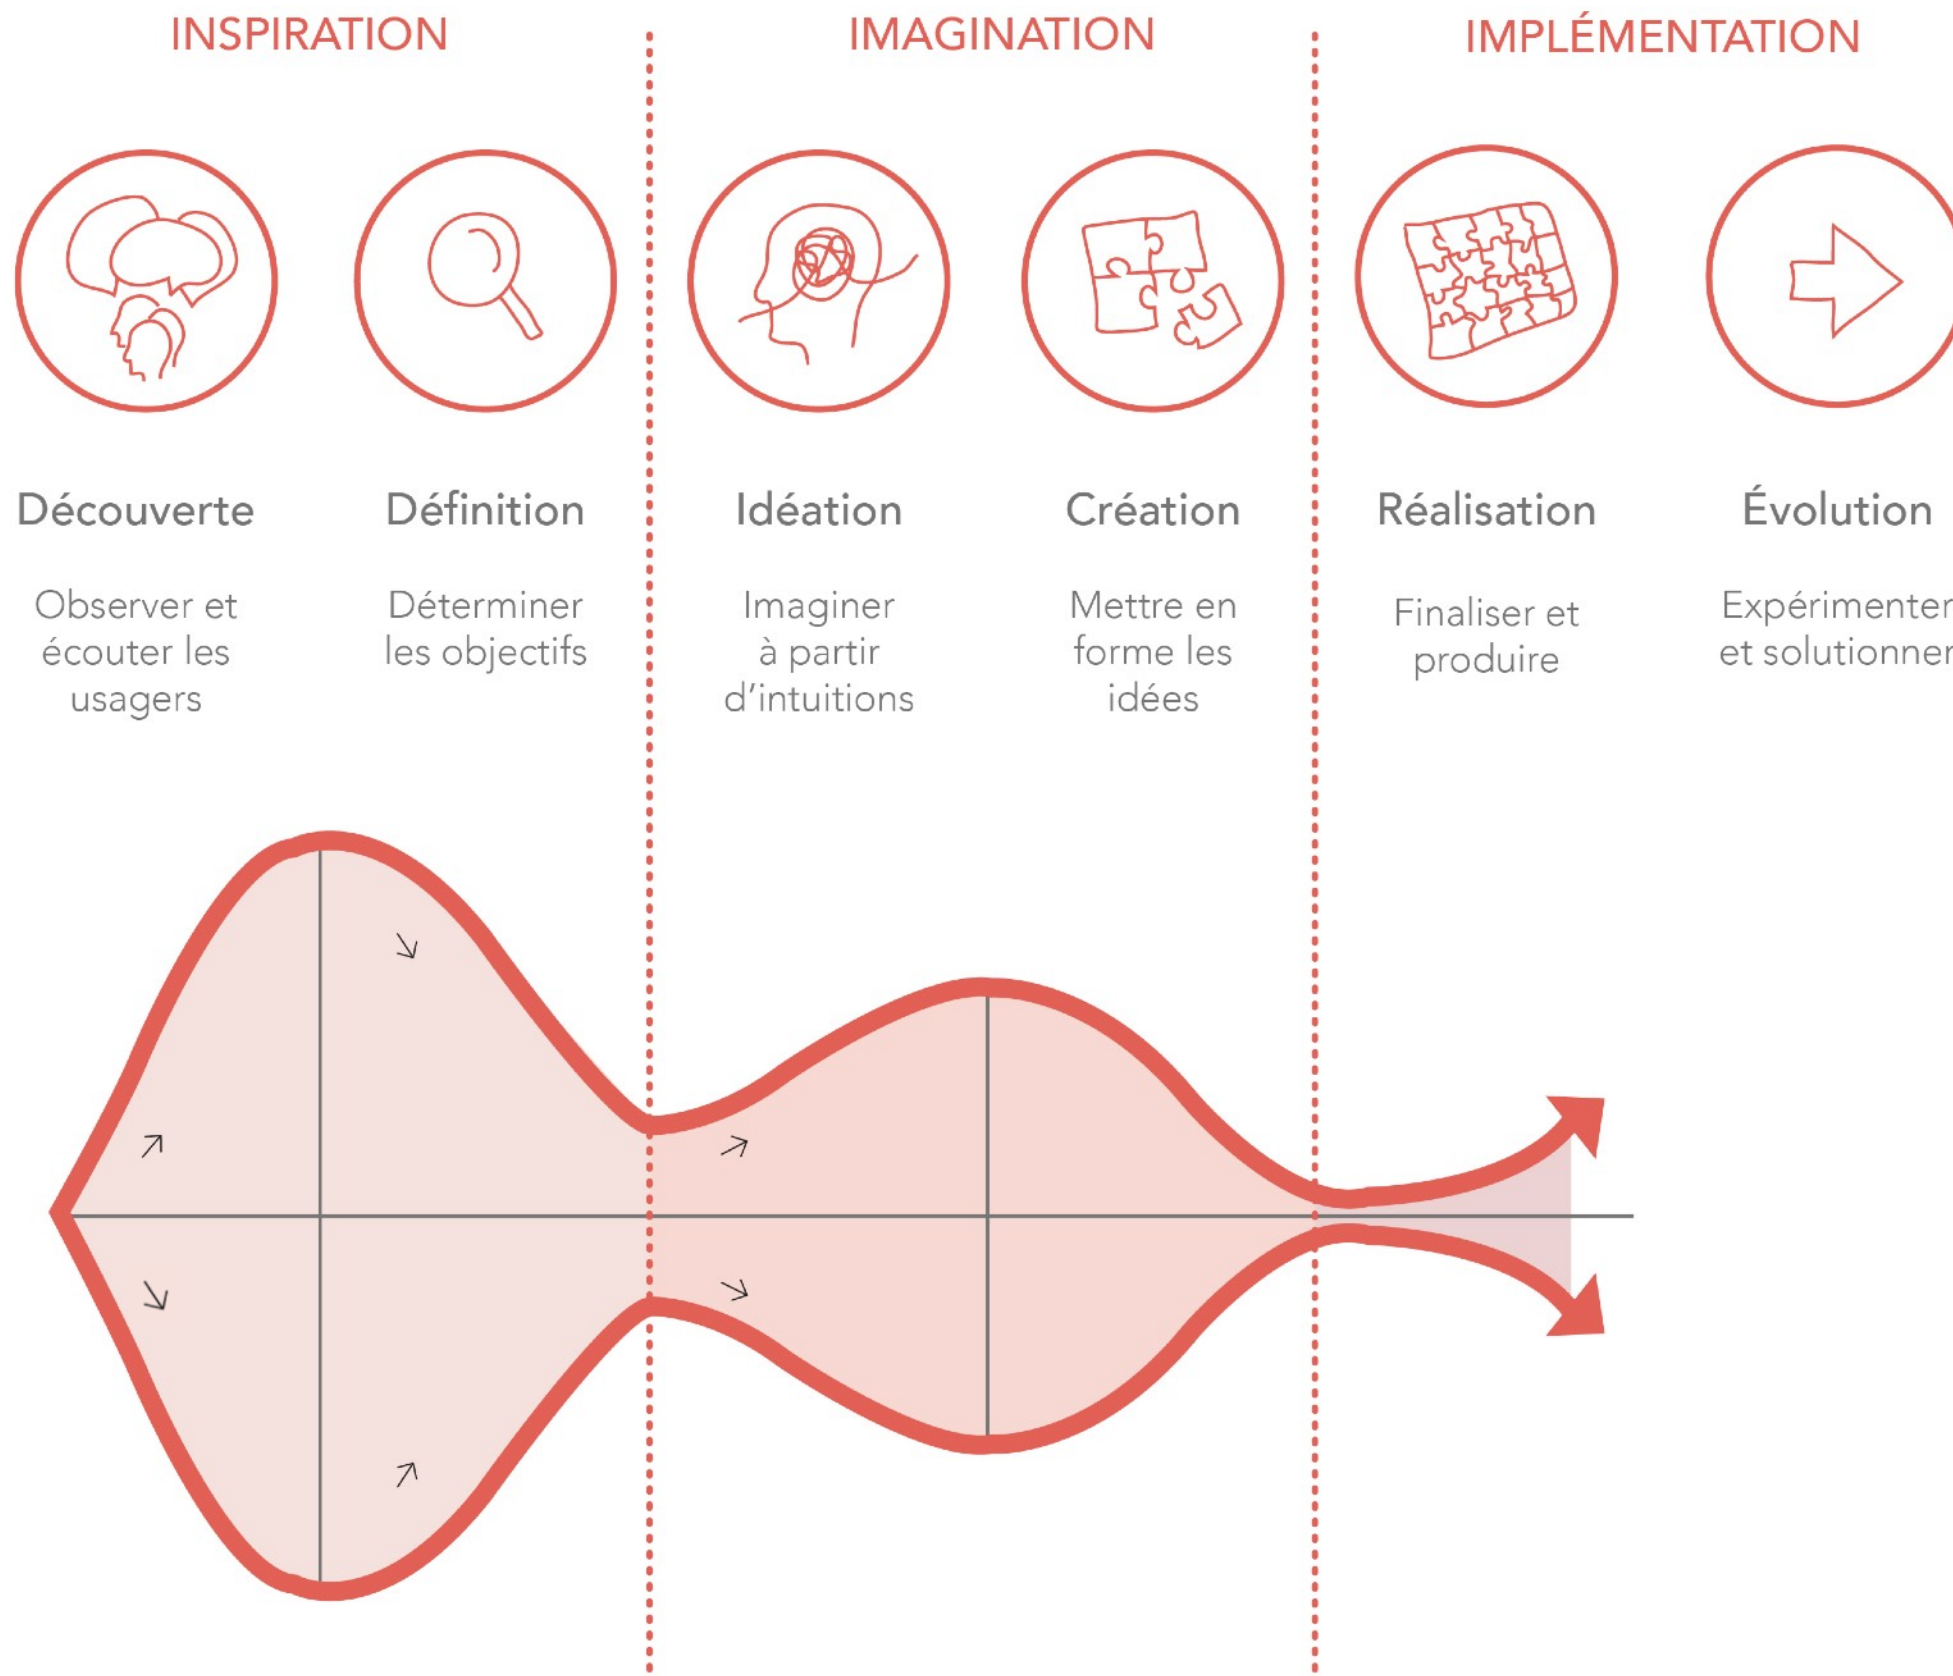 INSPIRATION
IMAGINATION
IMPLÉMENTATION
Découverte
Définition
Idéation
Création
Réalisation
Évolution
Observer et
écouter les
usagers
Déterminer
les objectifs
Imaginer
à partir
d'intuitions
Mettre en
forme les
idées
Finaliser et
produire
Expérimenter
et solutionner